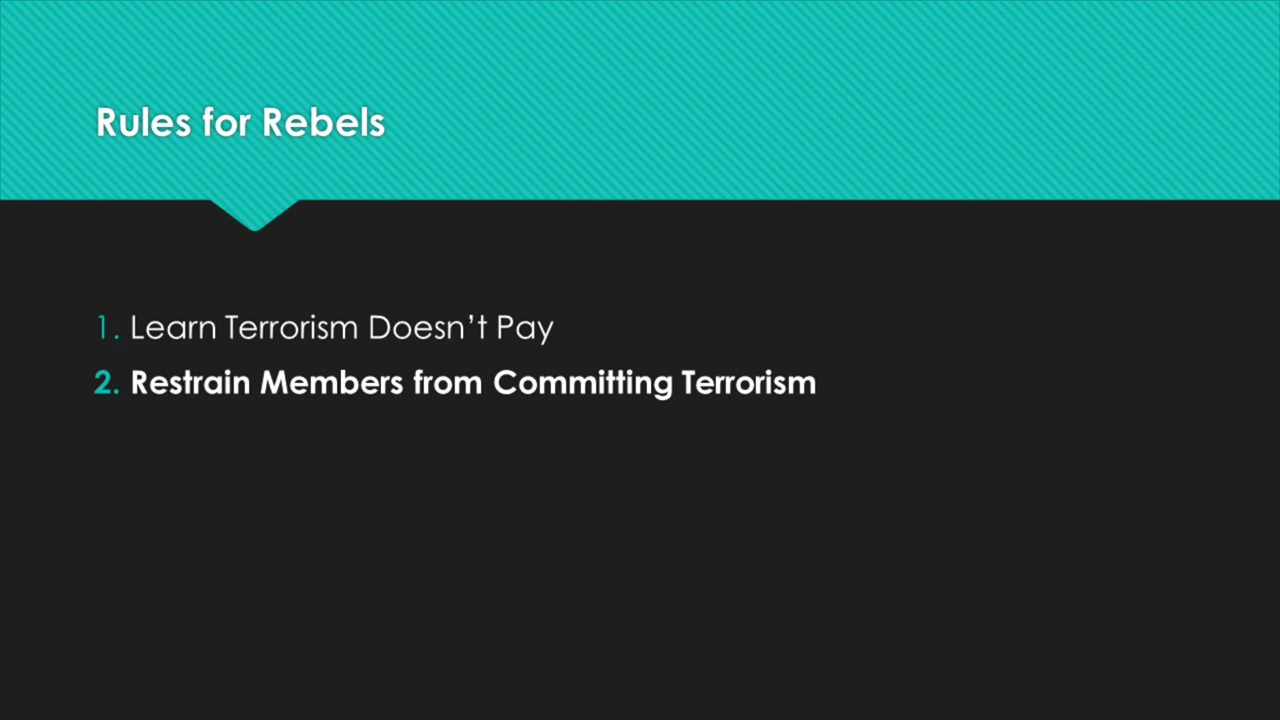 Rules for Rebels
1. Learn Terrorism Doesn’t Pay
2. Restrain Members from Committing Terrorism